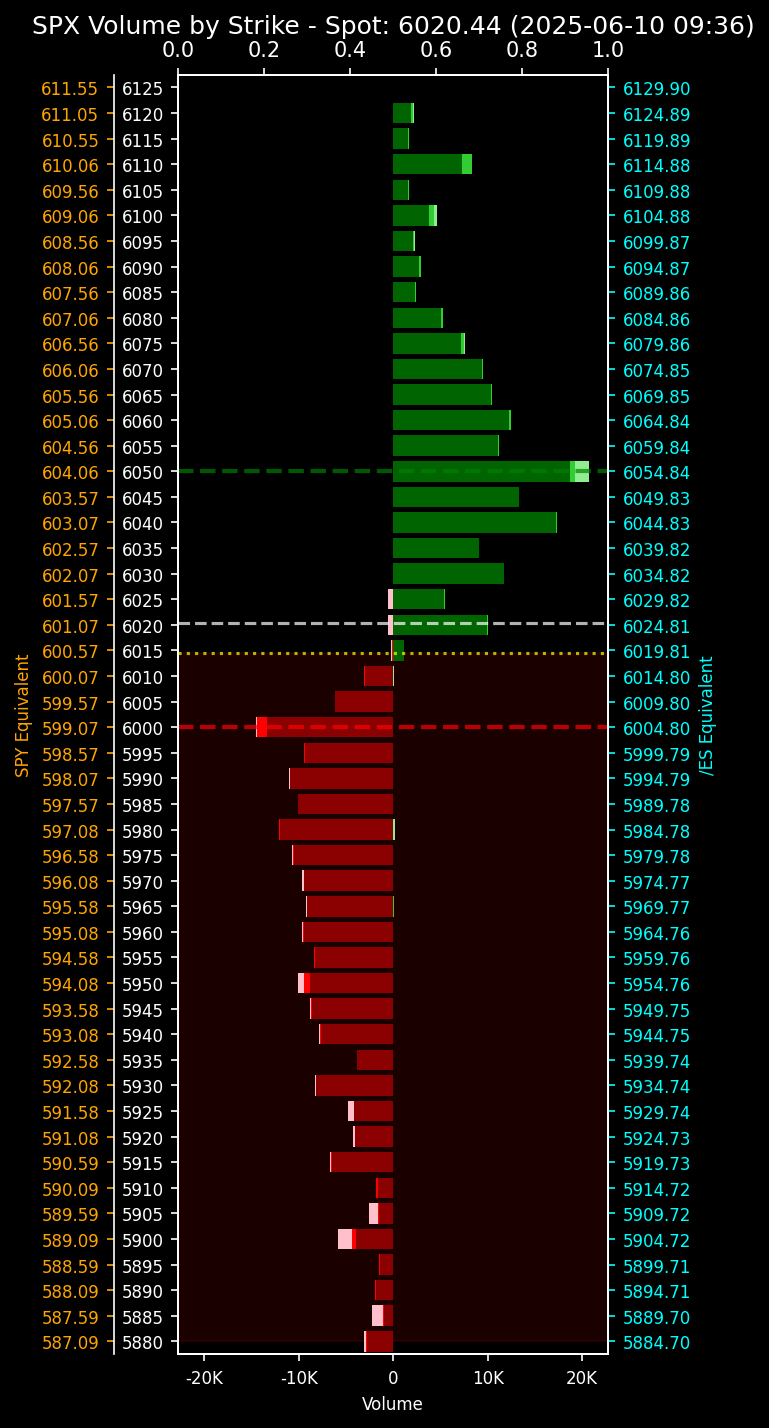 SPX Volume by Strike - Spot: 6020.44 (2025-06-10 09:36)
0.0 0.2 0.4 0.6 0.8 1.0
611.55 6125 6129.90
611.05 6120 6124.89
610.55 6115 6119.89
610.06 6110 6114.88
609.56 6105 6109.88
609.06 6100 6104.88
608.56 6095 6099.87
608.06 6090 6094.87
607.56 6085 6089.86
607.06 6080 6084.86
606.56 6075 6079.86
606.06 6070 6074.85
605.56 6065 6069.85
605.06 6060 6064.84
604.56 6055 6059.84
604.06 6050 6054.84
603.57 6045 6049.83
603.07 6040 6044.83
602.57 6035 6039.82
602.07 6030 6034.82
601.57 6025 6029.82
601.07 6020 6024.81
600.57 6015 6019.81
600.07 6010 6014.80
599.57 6005 6009.80
599.07 6000 6004.80
598.57 5995 5999.79
598.07 5990 5994.79
597.57 5985 5989.78
597.08 5980 5984.78
596.58 5975 5979.78
596.08 5970 5974.77
595.58 5965 5969.77
595.08 5960 5964.76
594.58 5955 5959.76
594.08 5950 5954.76
593.58 5945 5949.75
593.08 5940 5944.75
592.58 5935 5939.74
592.08 5930 5934.74
591.58 5925 5929.74
591.08 5920 5924.73
590.59 5915 5919.73
590.09 5910 5914.72
589.59 5905 5909.72
589.09 5900 5904.72
588.59 5895 5899.71
588.09 5890 5894.71
587.59 5885 5889.70
587.09 5880 5884.70
SPY Equivalent
/ES Equivalent
-20K -10K 0 10K 20K
Volume